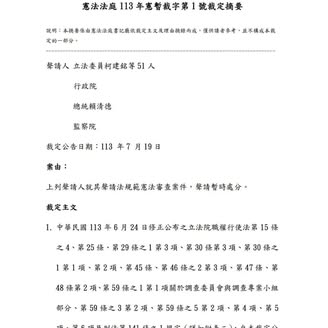 憲法法庭 113 年憲暫裁字第 1 號裁定摘要
說明：本摘要係由憲法法庭書記廳依裁定主文及理由摘錄而成，僅供讀者參考，並不構成本裁
定的一部分。
聲請人 立法委員柯建銘等 51 人
行政院
總統賴清德
監察院
裁定公告日期：113 年 7 月 19 日
案由：
上列聲請人就其聲請法規範憲法審查案件，聲請暫時處分。
裁定主文
1. 中華民國 113 年 6 月 24 日修正公布之立法院職權行使法第 15 條
之 4、第 25 條、第 29 條之 1 第 3 項、第 30 條第 3 項、第 30 條之
1 第 1 項、第 2 項、第 45 條、第 46 條之 2 第 3 項、第 47 條、第
48 條第 2 項、第 59 條之 1 第 1 項關於調查委員會與調查專案小組
部分、第 59 條之 3 第 2 項、第 59 條之 5 第 2 項、第 4 項、第 5